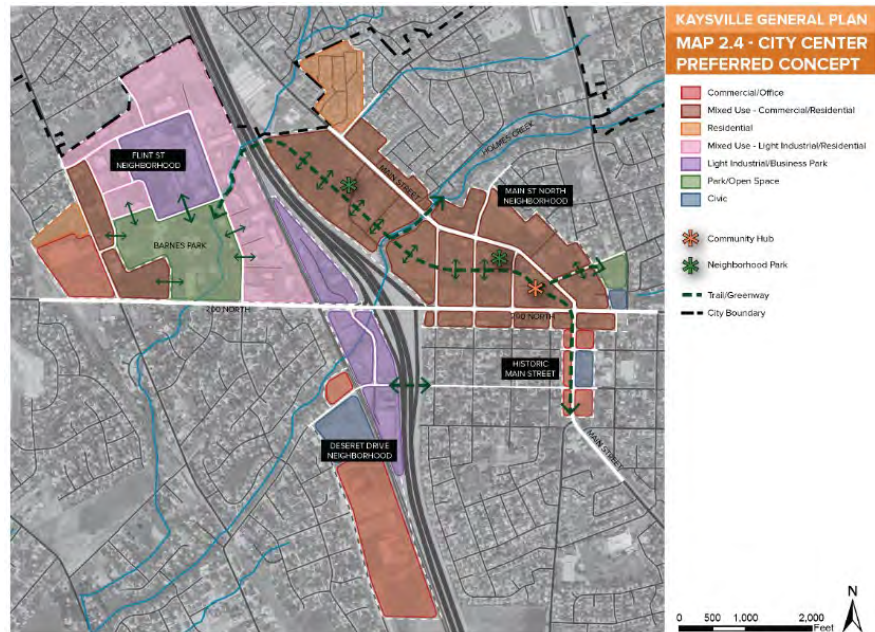 KAYSVILLE GENERAL PLAN
MAP 2.4 - CITY CENTER
PREFERRED CONCEPT
Commercial/Office
Mixed Use - Commercial/Residential
Residential
Mixed Use - Light Industrial/Residential
Light Industrial/Business Park
Park/Open Space
Civic
Community Hub
Neighborhood Park
Trail/Greenway
City Boundary
FLINT ST
NEIGHBORHOOD
MAIN STREET
HOLMES CREEK
MAIN ST NORTH
NEIGHBORHOOD
BARNES PARK
200 NORTH
200 NORTH
HISTORIC
MAIN STREET
DESERET DRIVE
NEIGHBORHOOD
MAIN STREET
N
0 500 1,000 2,000
Feet